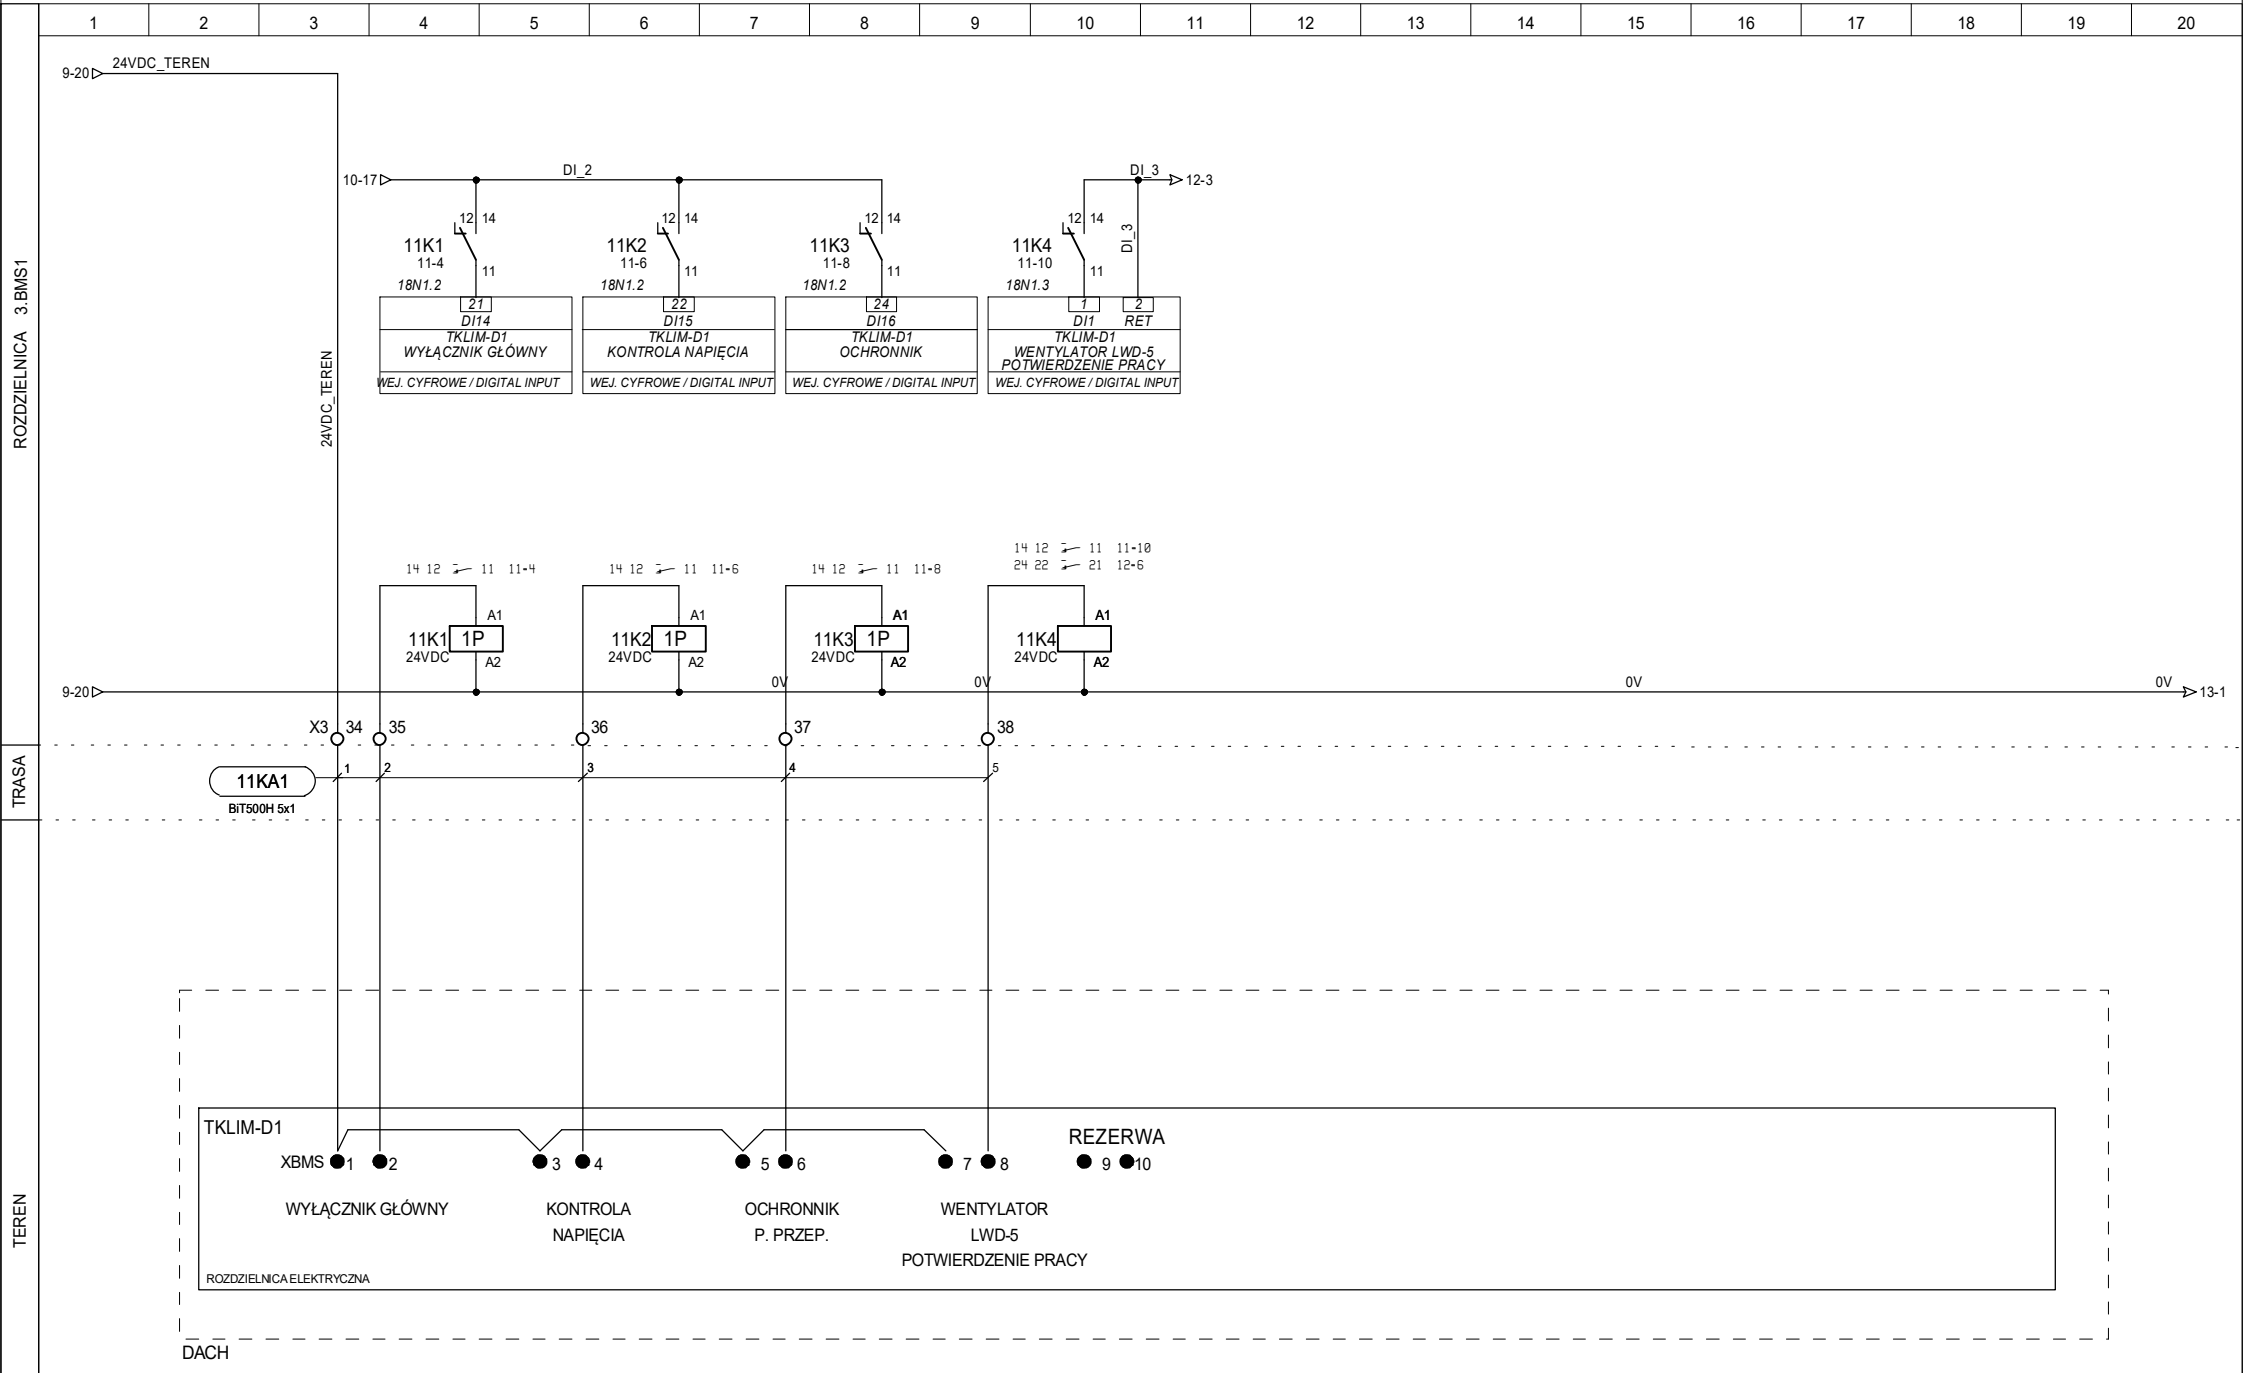 1 2 3 4 5 6 7 8 9 10 11 12 13 14 15 16 17 18 19 20
9-20 24VDC_TEREN
10-17 DI_2 DI_3 12-3
12 14 12 14 12 14 12 14
11K1 11K2 11K3 11K4 DI_3
11-4 11-6 11-8 11-10
11 11 11 11
18N1.2 18N1.2 18N1.2 18N1.3
21 22 24 1 2
DI14 DI15 DI16 DI1 RET
TKLIM-D1 TKLIM-D1 TKLIM-D1 TKLIM-D1
WYŁĄCZNIK GŁÓWNY KONTROLA NAPIĘCIA OCHRONNIK WENTYLATOR LWD-5
POTWIERDZENIE PRACY
WEJ. CYFROWE / DIGITAL INPUT WEJ. CYFROWE / DIGITAL INPUT WEJ. CYFROWE / DIGITAL INPUT WEJ. CYFROWE / DIGITAL INPUT
ROZDZIELNICA 3.BMS1
24VDC_TEREN
14 12 11 11-10
14 12 11 11-4 14 12 11 11-6 14 12 11 11-8 24 22 21 12-6
A1 A1 A1 A1
11K1 1P 11K2 1P 11K3 1P 11K4
24VDC 24VDC 24VDC 24VDC
A2 A2 A2 A2
9-20 0V 0V 0V 0V 13-1
X3 34 35 36 37 38
TRASA
11KA1 1 2 3 4 5
BiT500H 5x1
TEREN
TKLIM-D1 REZERWA
XBMS 1 2 3 4 5 6 7 8 9 10
WYŁĄCZNIK GŁÓWNY KONTROLA OCHRONNIK WENTYLATOR
NAPIĘCIA P. PRZEP. LWD-5
POTWIERDZENIE PRACY
ROZDZIELNICA ELEKTRYCZNA
DACH